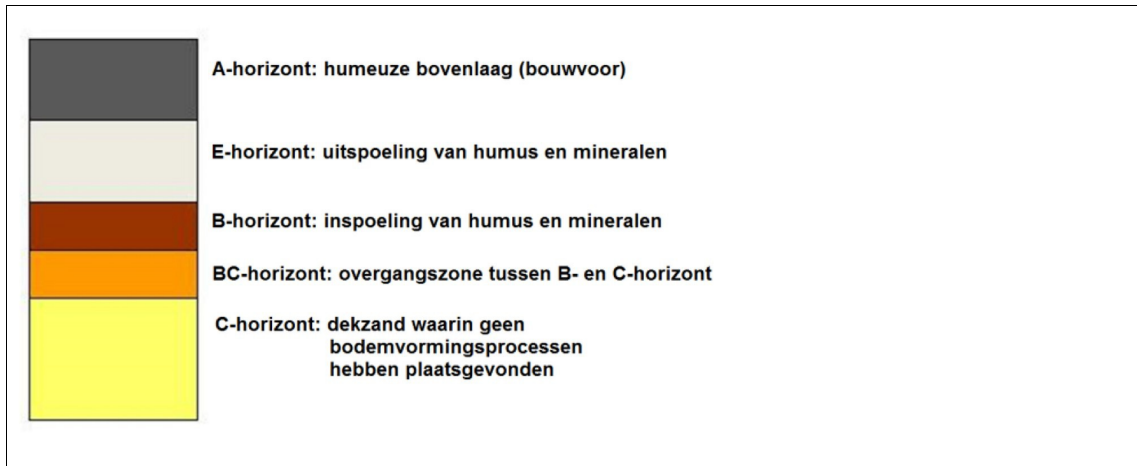 A-horizont: humeuze bovenlaag (bouwvoor)
E-horizont: uitspoeling van humus en mineralen
B-horizont: inspoeling van humus en mineralen
BC-horizont: overgangszone tussen B- en C-horizont
C-horizont: dekzand waarin geen
bodemvormingsprocessen
hebben plaatsgevonden